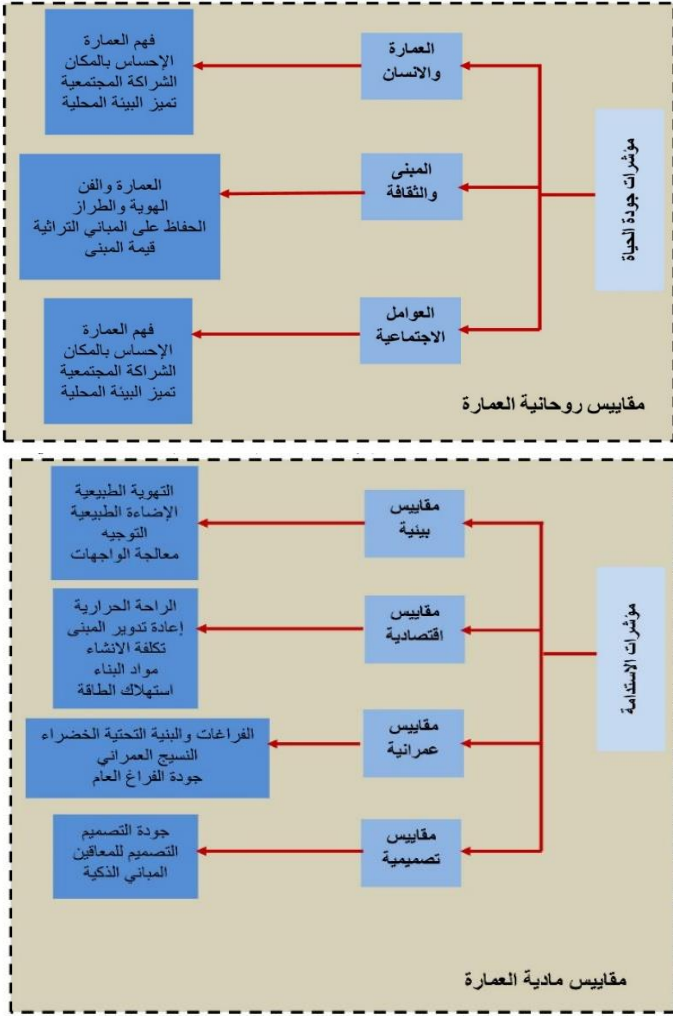 مؤشرات جودة الحياة
العمارة
والانسان
فهم العمارة
الإحساس بالمكان
الشراكة المجتمعية
تميز البيئة المحلية
المبنى
والثقافة
العمارة والفن
الهوية والطراز
الحفاظ على المباني التراثية
قيمة المبنى
العوامل
الاجتماعية
فهم العمارة
الإحساس بالمكان
الشراكة المجتمعية
تميز البيئة المحلية
مقاييس روحانية العمارة
مؤشرات الاستدامة
مقاييس
بيئية
التهوية الطبيعية
الإضاءة الطبيعية
التوجيه
معالجة الواجهات
مقاييس
اقتصادية
الراحة الحرارية
إعادة تدوير المبنى
تكلفة الانشاء
مواد البناء
استهلاك الطاقة
مقاييس
عمرانية
الفراغات والبنية التحتية الخضراء
النسيج العمراني
جودة الفراغ العام
مقاييس
تصميمية
جودة التصميم
التصميم للمعاقين
المباني الذكية
مقاييس مادية العمارة